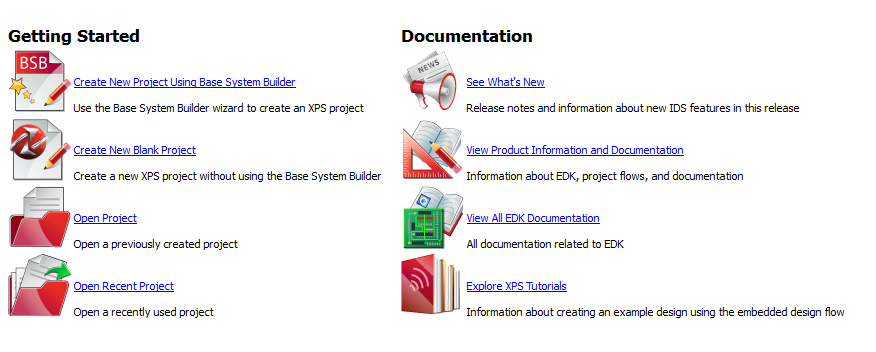 Getting Started
BSB
Create New Project Using Base System Builder
Use the Base System Builder wizard to create an XPS project
Create New Blank Project
Create a new XPS project without using the Base System Builder
Open Project
Open a previously created project
Open Recent Project
Open a recently used project
Documentation
NEWS
See What's New
Release notes and information about new IDS features in this release
View Product Information and Documentation
Information about EDK, project flows, and documentation
View All EDK Documentation
All documentation related to EDK
Explore XPS Tutorials
Information about creating an example design using the embedded design flow